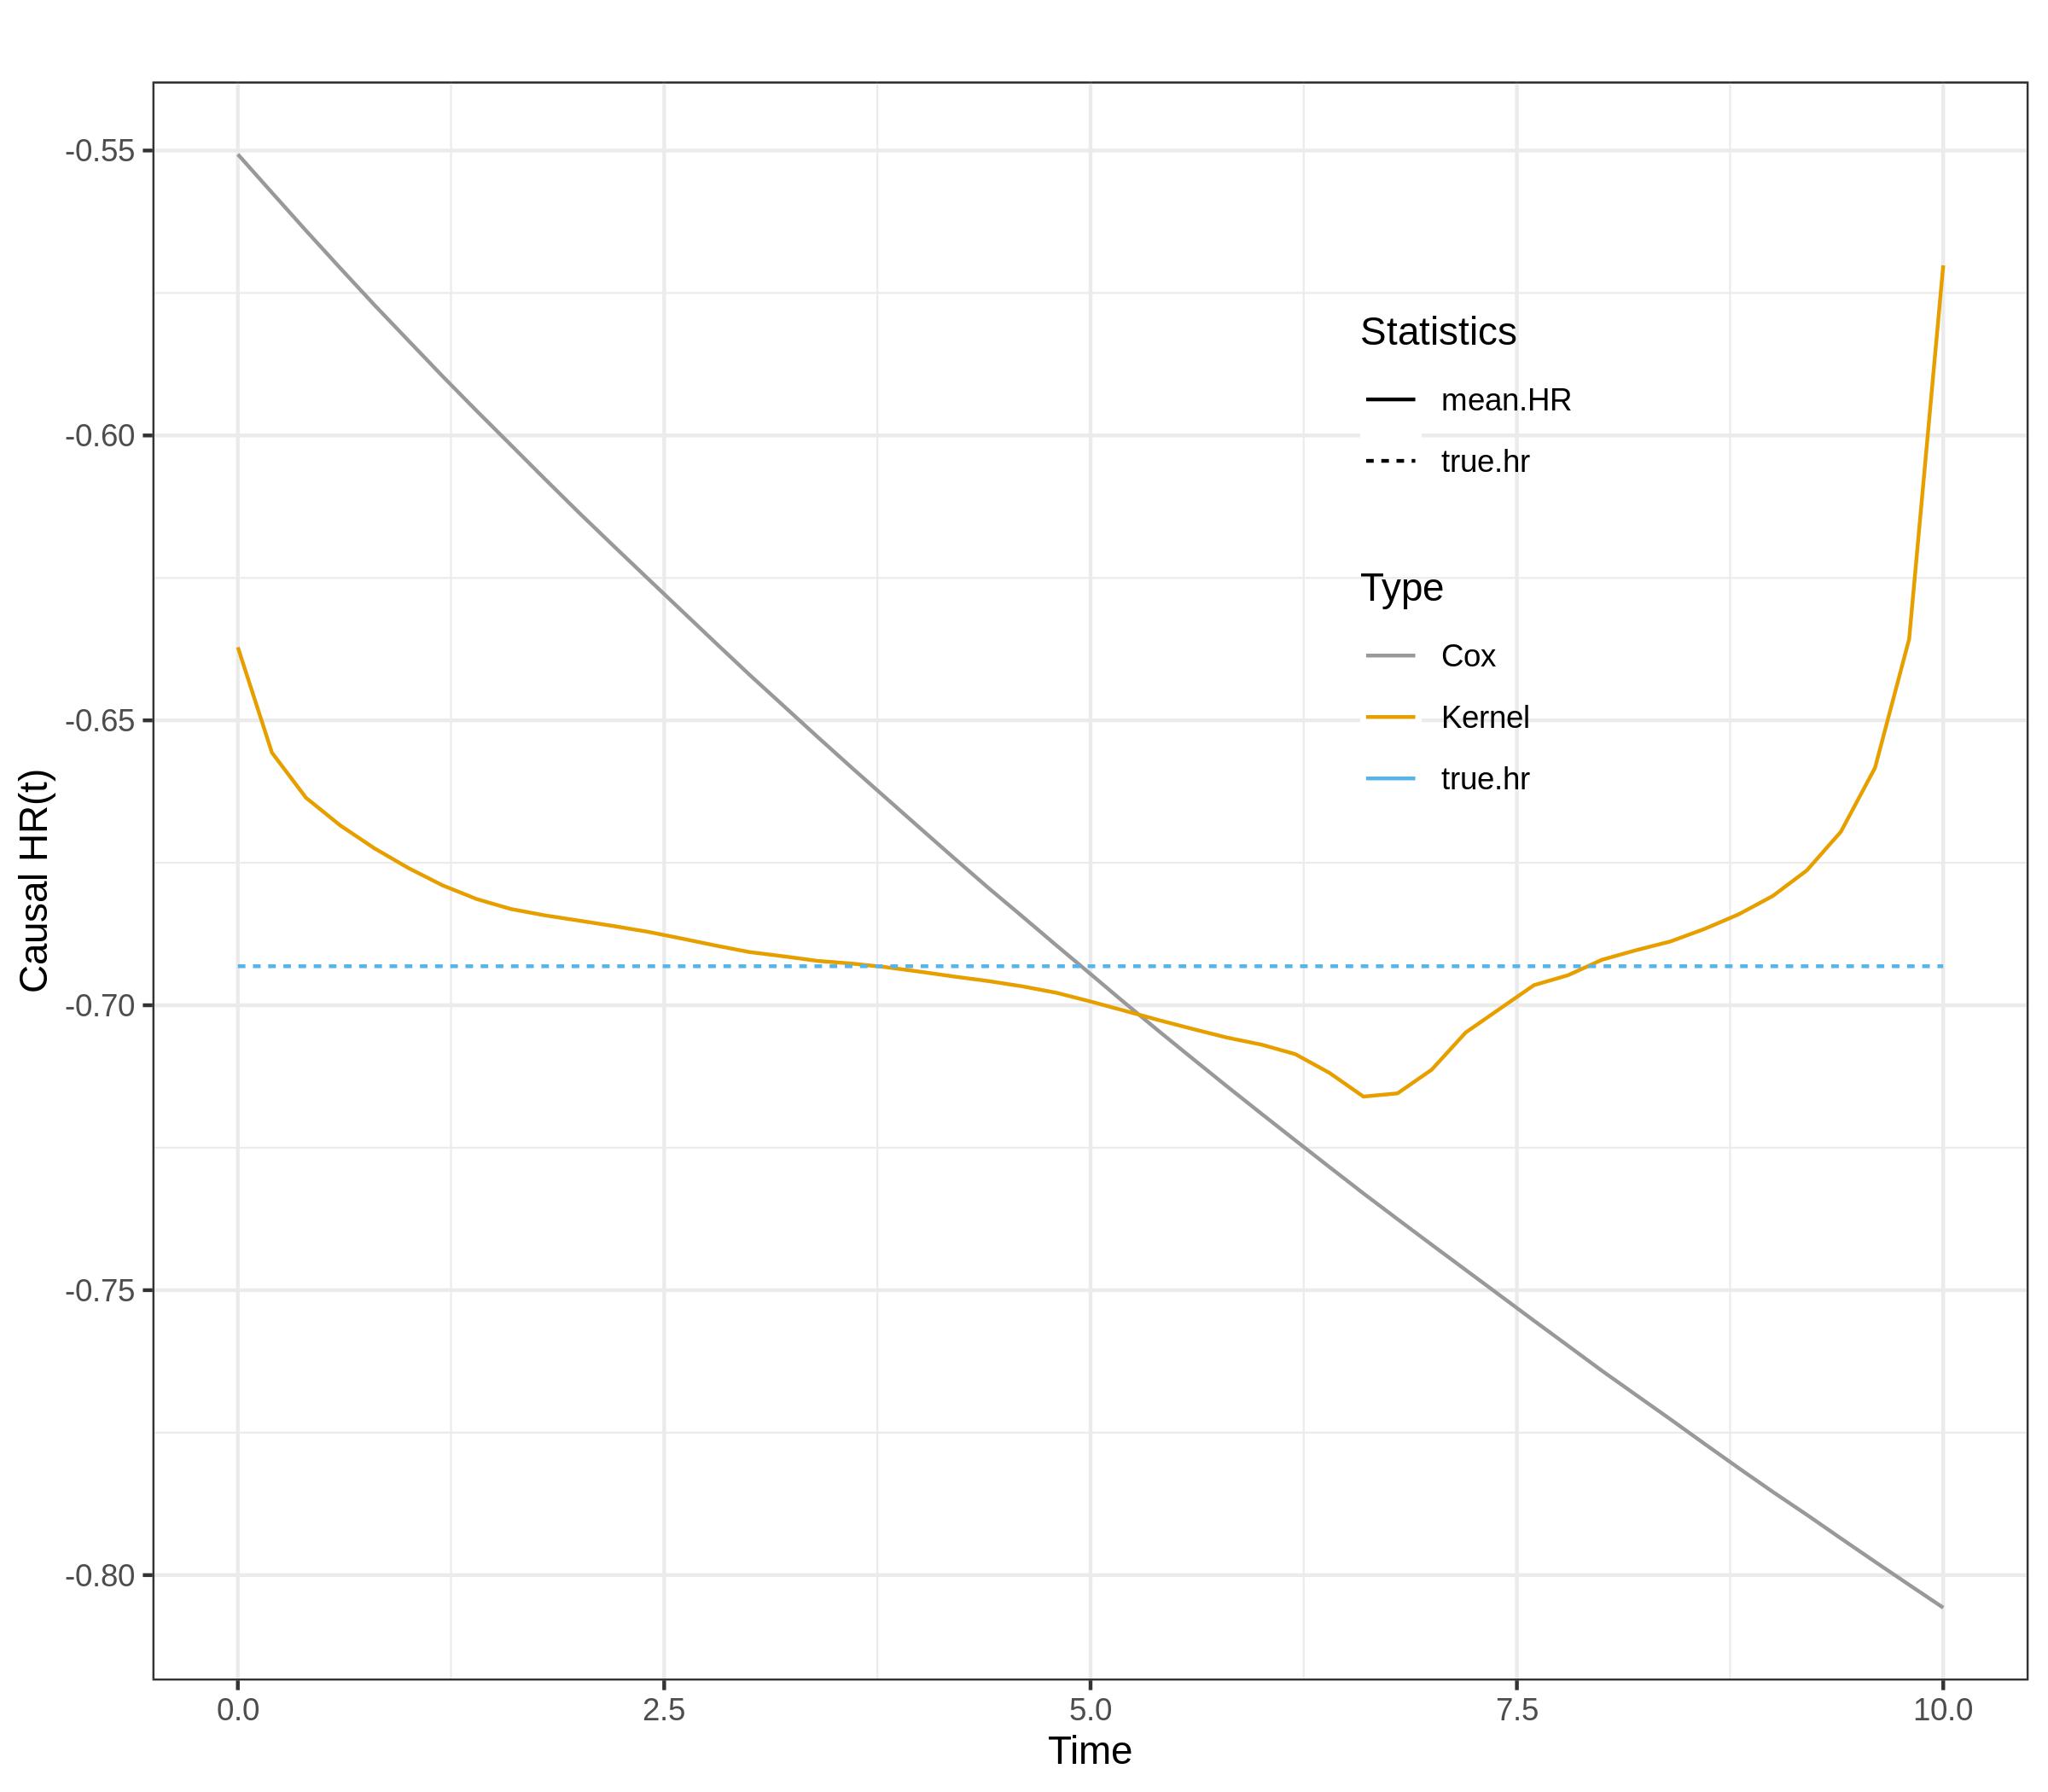 Causal HR(t)
-0.55
-0.60
-0.65
-0.70
-0.75
-0.80
Statistics
mean.HR
true.hr
Type
Cox
Kernel
true.hr
0.0 2.5 5.0 7.5 10.0
Time